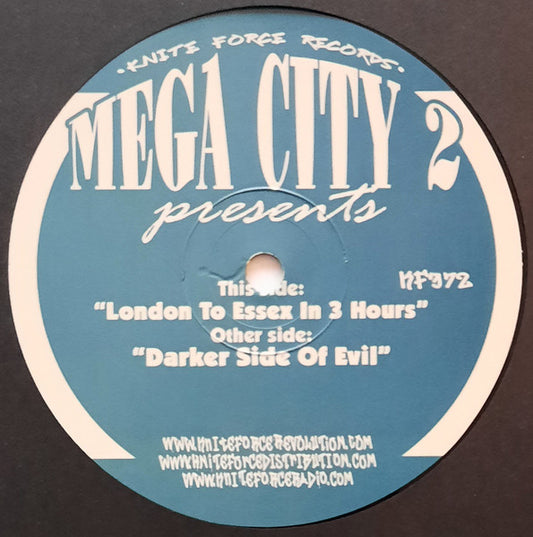 • KNITE FORCE RECORDS •
MEGA CITY 2
presents
This side:
KF372
"London To Essex In 3 Hours"
Other side:
"Darker Side Of Evil"
WWW.KNITEFORCEREVOLUTION.COM
WWW.KNITEFORCEDISTRIBUTION.COM
WWW.KNITEFORCERADIO.COM